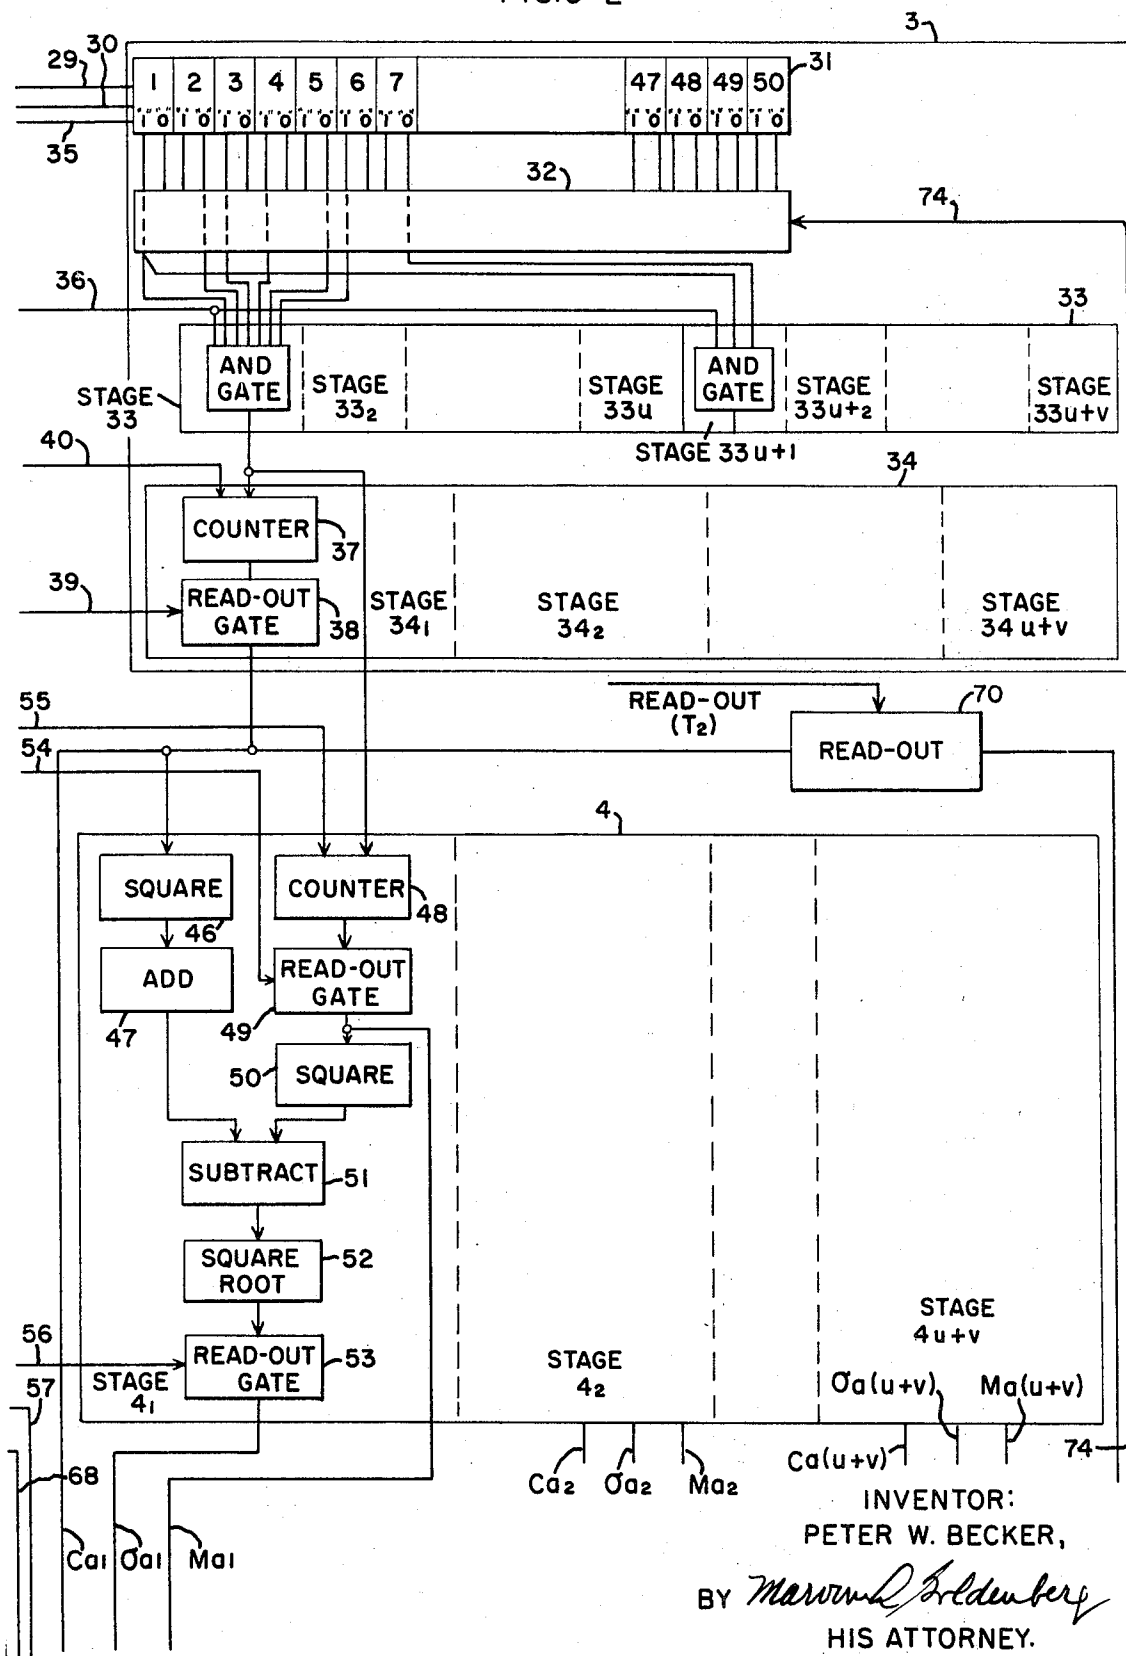 3
30
29
1 2 3 4 5 6 7 47 48 49 50
31
"1" "0" "1" "0" "1" "0" "1" "0" "1" "0" "1" "0" "1" "0" "1" "0" "1" "0" "1" "0" "1" "0"
35
32
74
36
33
AND GATE
AND GATE
STAGE 33
STAGE 33₂
STAGE 33u
STAGE 33u+2
STAGE 33u+v
STAGE 33u+1
40
34
COUNTER
37
39
READ-OUT GATE
38
STAGE 34₁
STAGE 34₂
STAGE 34u+v
55
READ-OUT (T₂)
70
54
READ-OUT
4
SQUARE
COUNTER
46
48
ADD
READ-OUT GATE
47
49
50
SQUARE
SUBTRACT
51
SQUARE ROOT
52
56
READ-OUT GATE
53
STAGE 4₁
STAGE 4₂
STAGE 4u+v
57
σa(u+v)
Ma(u+v)
68
Ca₂
σa₂
Ma₂
Ca(u+v)
74
Ca₁
σa₁
Ma₁
INVENTOR:
PETER W. BECKER,
BY Marvin A. Goldenberg
HIS ATTORNEY.